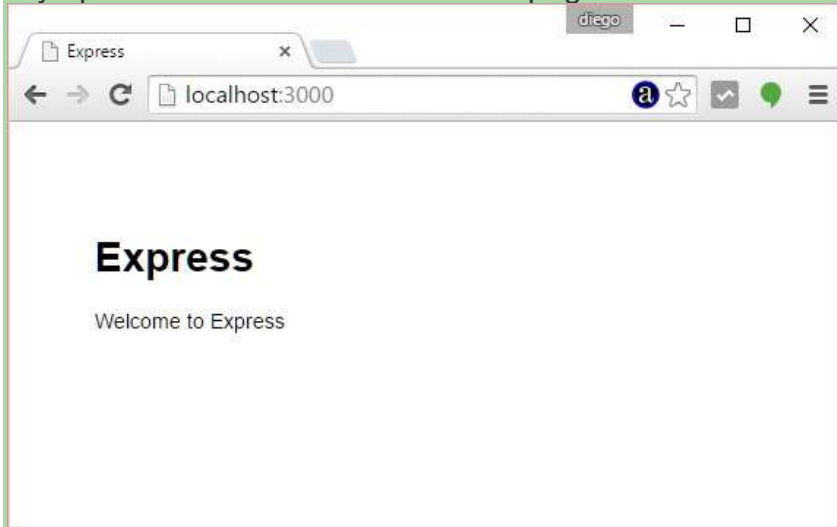 diego
Express
localhost:3000
a
Express
Welcome to Express